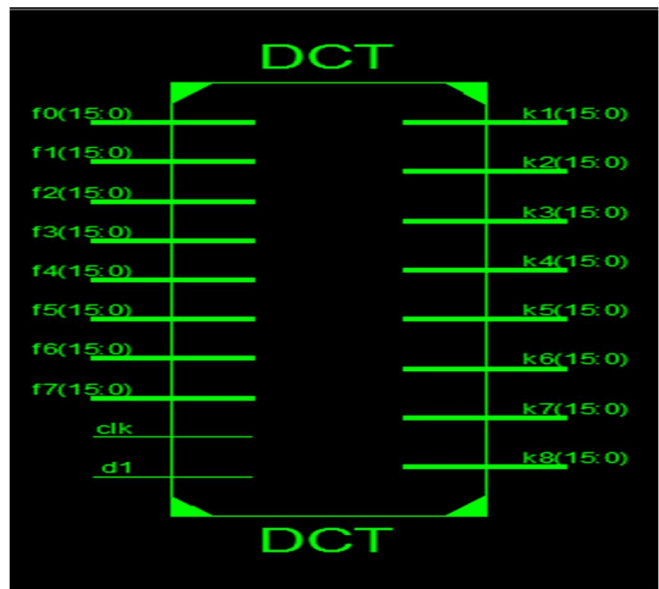 DCT
f0(15:0)
f1(15:0)
f2(15:0)
f3(15:0)
f4(15:0)
f5(15:0)
f6(15:0)
f7(15:0)
clk
d1
k1(15:0)
k2(15:0)
k3(15:0)
k4(15:0)
k5(15:0)
k6(15:0)
k7(15:0)
k8(15:0)
DCT